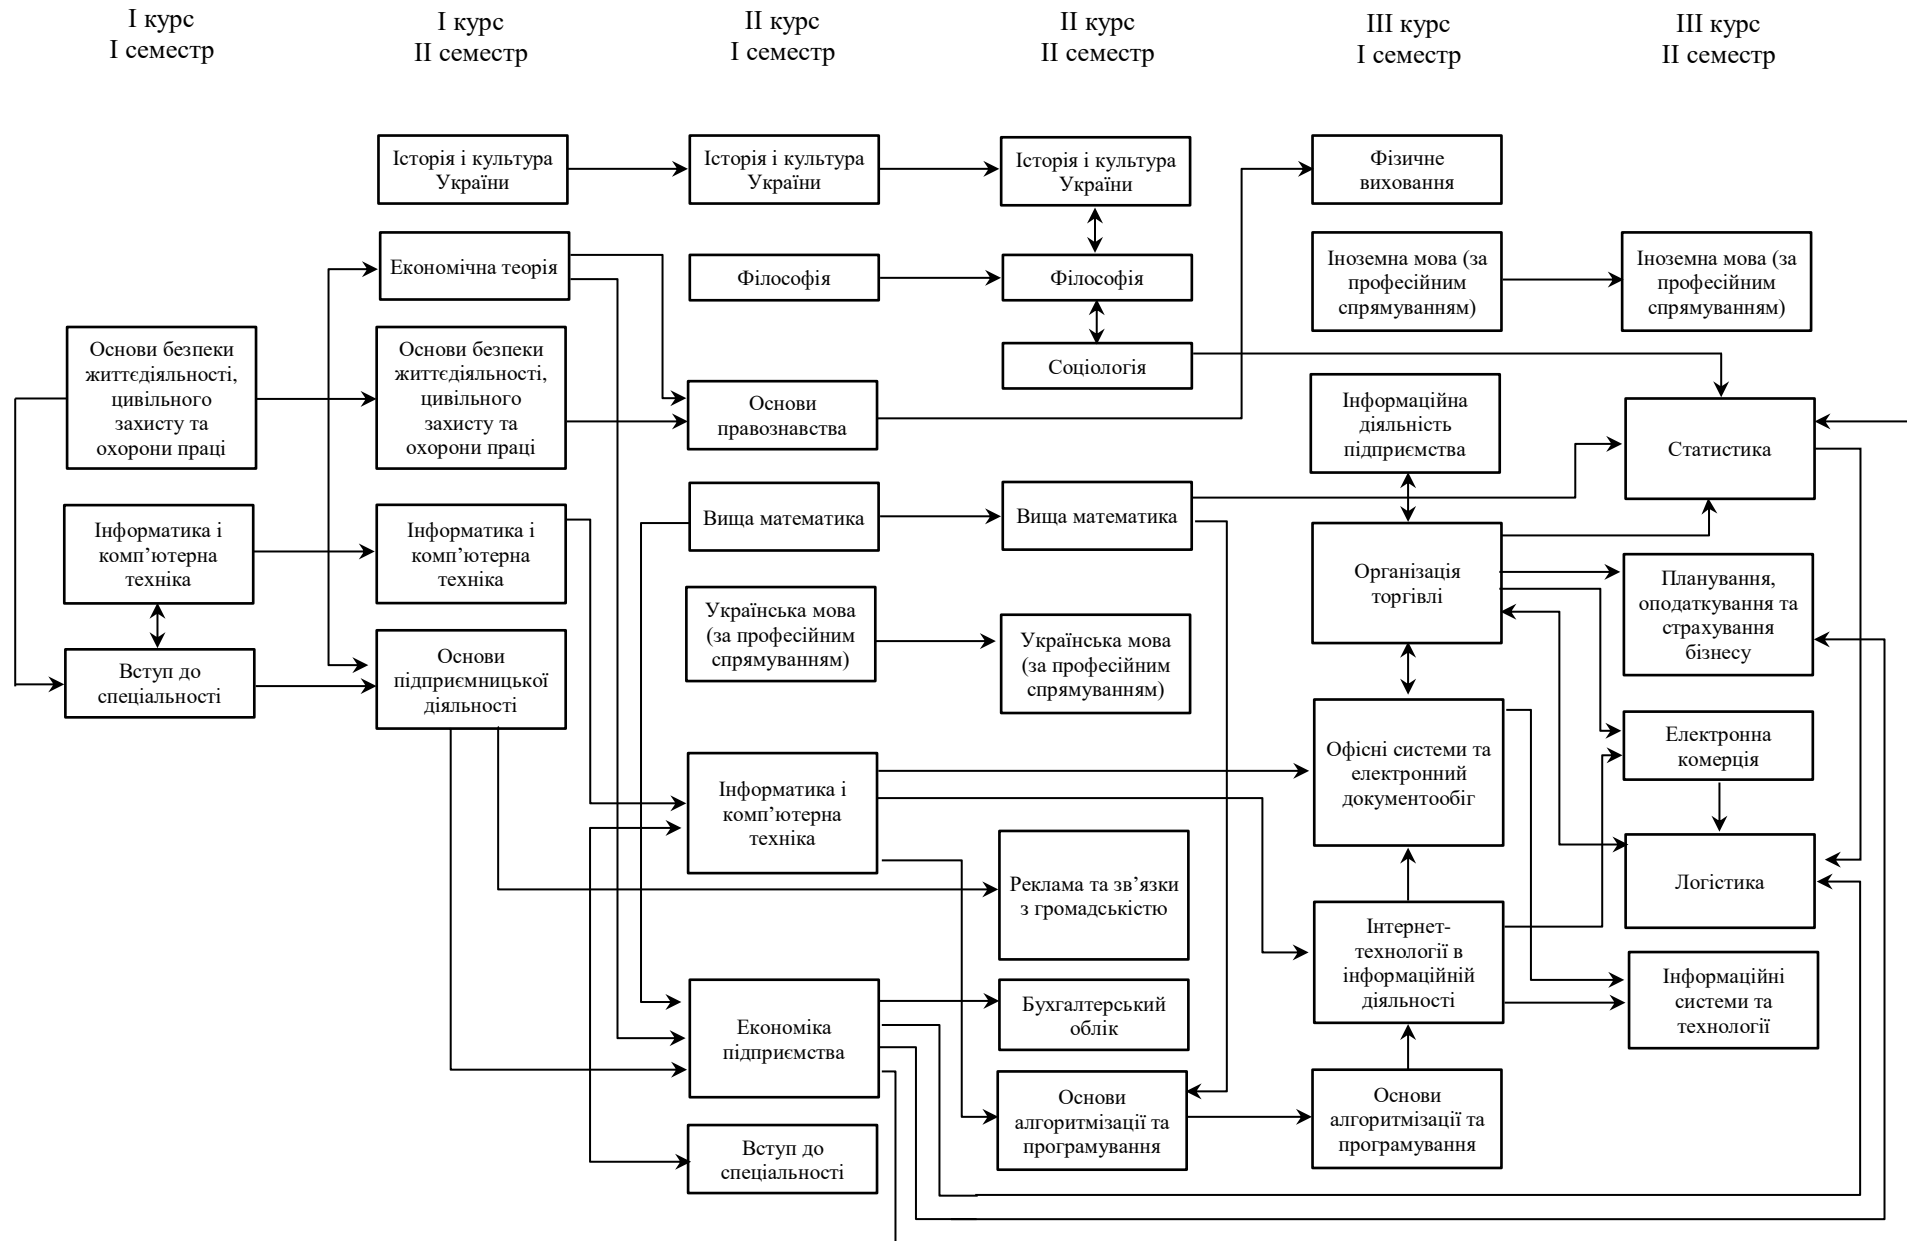 І курс
І семестр
І курс
ІІ семестр
ІІ курс
І семестр
ІІ курс
ІІ семестр
ІІІ курс
І семестр
ІІІ курс
ІІ семестр
Основи безпеки
життєдіяльності,
цивільного
захисту та
охорони праці
Інформатика і
комп’ютерна
техніка
Вступ до
спеціальності
Історія і культура
України
Економічна теорія
Основи безпеки
життєдіяльності,
цивільного
захисту та
охорони праці
Інформатика і
комп’ютерна
техніка
Основи
підприємницької
діяльності
Історія і культура
України
Філософія
Основи
правознавства
Вища математика
Українська мова
(за професійним
спрямуванням)
Інформатика і
комп’ютерна
техніка
Економіка
підприємства
Вступ до
спеціальності
Історія і культура
України
Філософія
Соціологія
Вища математика
Українська мова
(за професійним
спрямуванням)
Реклама та зв’язки
з громадськістю
Бухгалтерський
облік
Основи
алгоритмізації та
програмування
Фізичне
виховання
Іноземна мова (за
професійним
спрямуванням)
Інформаційна
діяльність
підприємства
Організація
торгівлі
Офісні системи та
електронний
документообіг
Інтернет-
технології в
інформаційній
діяльності
Основи
алгоритмізації та
програмування
Іноземна мова (за
професійним
спрямуванням)
Статистика
Планування,
оподаткування та
страхування
бізнесу
Електронна
комерція
Логістика
Інформаційні
системи та
технології